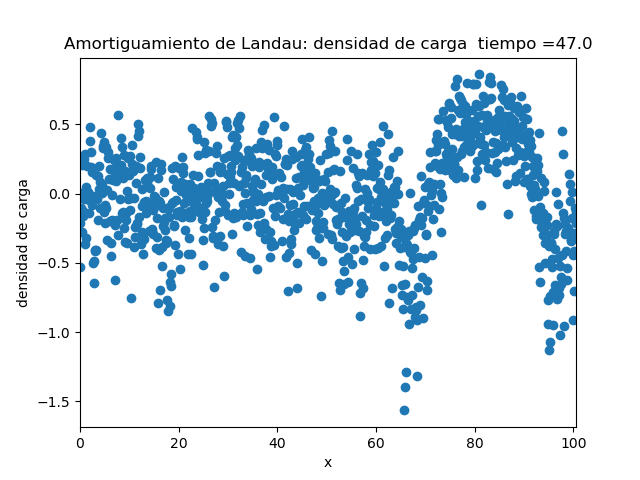 Amortiguamiento de Landau: densidad de carga  tiempo =47.0
densidad de carga
0.5
0.0
−0.5
−1.0
−1.5
0 20 40 60 80 100
x